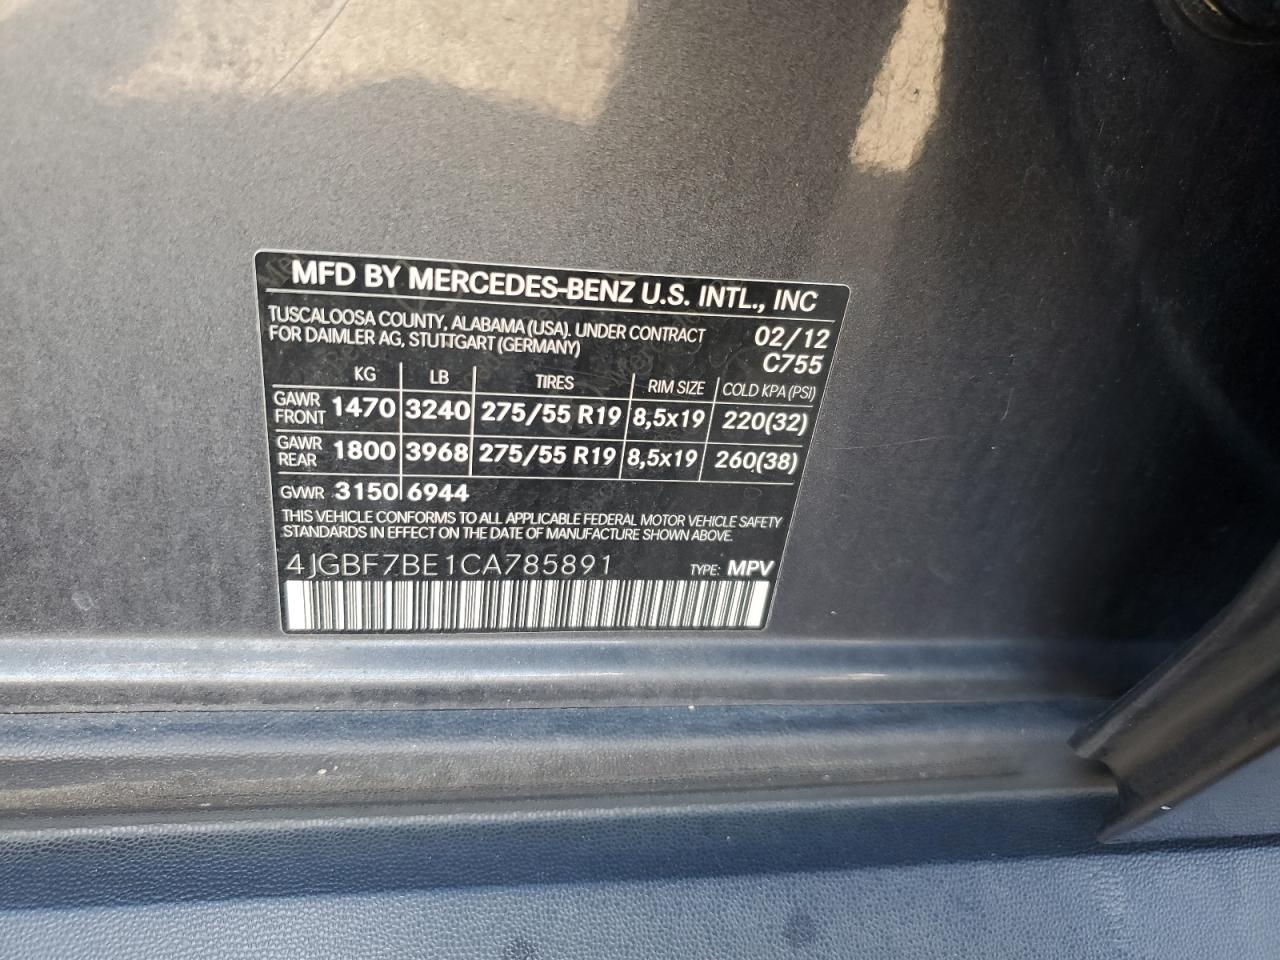 MFD BY MERCEDES-BENZ U.S. INTL., INC
TUSCALOOSA COUNTY, ALABAMA (USA). UNDER CONTRACT 02/12
FOR DAIMLER AG, STUTTGART (GERMANY) C755
KG LB TIRES RIM SIZE COLD KPA (PSI)
GAWR FRONT 1470 3240 275/55 R19 8,5x19 220(32)
GAWR REAR 1800 3968 275/55 R19 8,5x19 260(38)
GVWR 3150 6944
THIS VEHICLE CONFORMS TO ALL APPLICABLE FEDERAL MOTOR VEHICLE SAFETY
STANDARDS IN EFFECT ON THE DATE OF MANUFACTURE SHOWN ABOVE.
4JGBF7BE1CA785891 TYPE: MPV